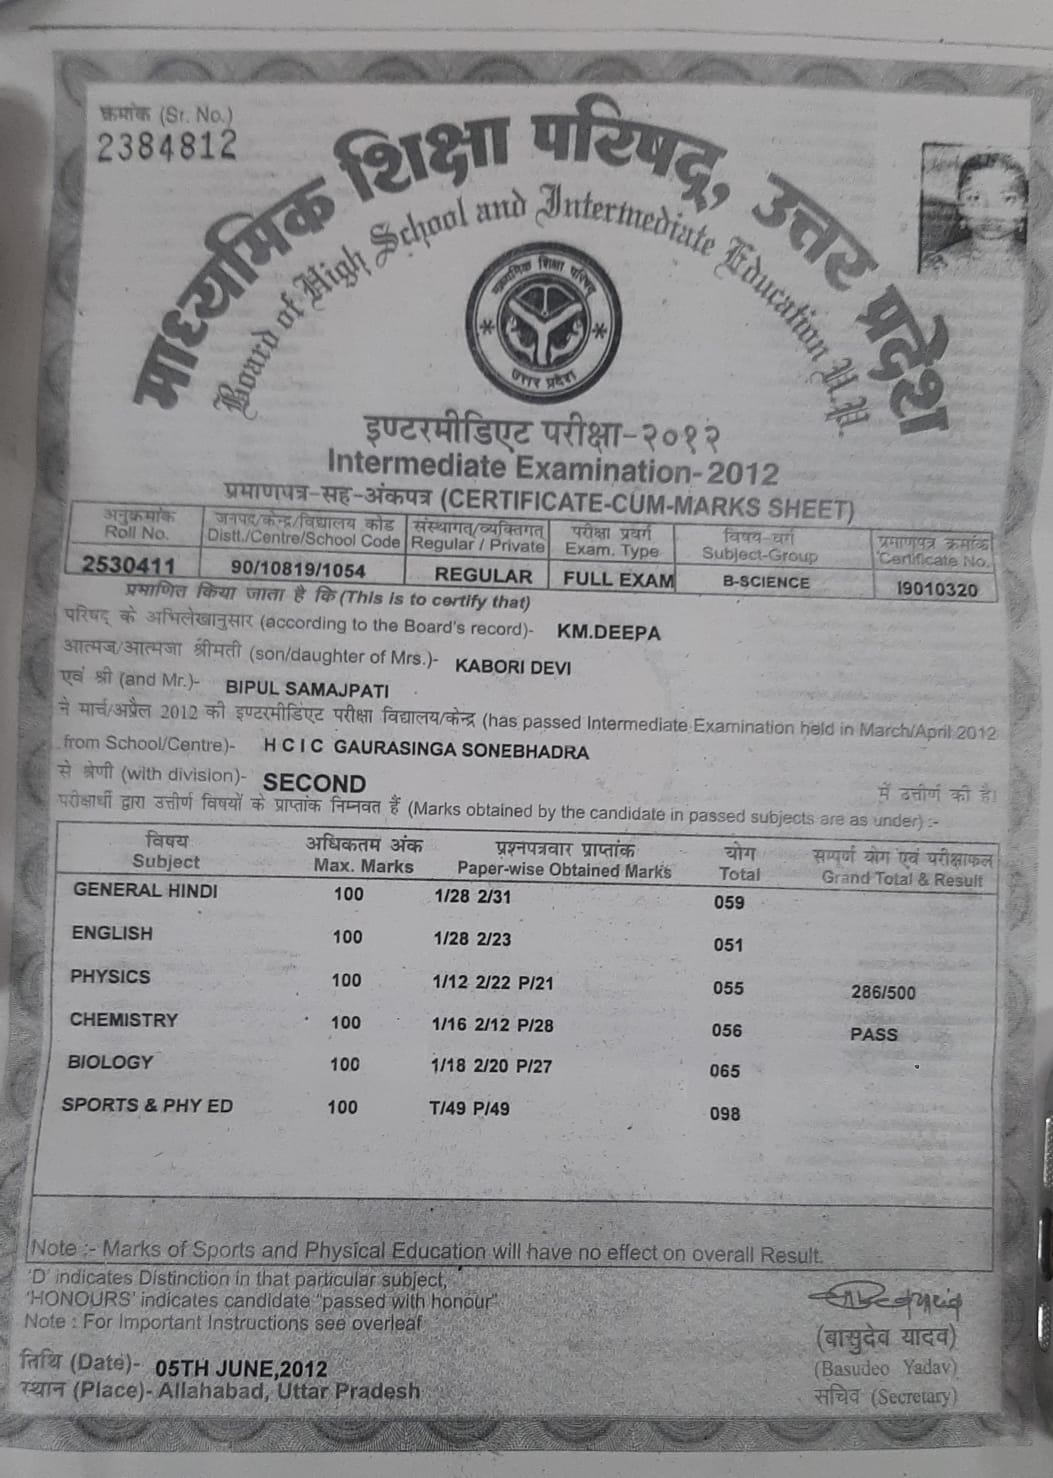 क्रमांक (Sr. No.)
2384812
माध्यमिक शिक्षा परिषद्, उत्तर प्रदेश
Board of High School and Intermediate Education U.P.
माध्यमिक शिक्षा परिषद्
उत्तर प्रदेश
इण्टरमीडिएट परीक्षा-२०१२
Intermediate Examination-2012
प्रमाणपत्र-सह-अंकपत्र (CERTIFICATE-CUM-MARKS SHEET)
अनुक्रमांक जनपद/केन्द्र/विद्यालय कोड संस्थागत/व्यक्तिगत परीक्षा प्रवर्ग विषय वर्ग प्रमाणपत्र क्रमांक
Roll No. Distt./Centre/School Code Regular / Private Exam. Type Subject-Group Certificate No.
2530411 90/10819/1054 REGULAR FULL EXAM B-SCIENCE I9010320
प्रमाणित किया जाता है कि (This is to certify that)
परिषद् के अभिलेखानुसार (according to the Board's record)- KM.DEEPA
आत्मज/आत्मजा श्रीमती (son/daughter of Mrs.)- KABORI DEVI
एवं श्री (and Mr.)- BIPUL SAMAJPATI
ने मार्च/अप्रैल 2012 की इण्टरमीडिएट परीक्षा विद्यालय/केन्द्र (has passed Intermediate Examination held in March/April 2012
from School/Centre)- H C I C GAURASINGA SONEBHADRA
से श्रेणी (with division)- SECOND में उत्तीर्ण की है।
परीक्षार्थी द्वारा उत्तीर्ण विषयों के प्राप्तांक निम्नवत हैं (Marks obtained by the candidate in passed subjects are as under) :-
विषय अधिकतम अंक प्रश्नपत्रवार प्राप्तांक योग सम्पूर्ण योग एवं परीक्षाफल
Subject Max. Marks Paper-wise Obtained Marks Total Grand Total & Result
GENERAL HINDI 100 1/28 2/31 059
ENGLISH 100 1/28 2/23 051
PHYSICS 100 1/12 2/22 P/21 055 286/500
CHEMISTRY 100 1/16 2/12 P/28 056 PASS
BIOLOGY 100 1/18 2/20 P/27 065
SPORTS & PHY ED 100 T/49 P/49 098
Note :- Marks of Sports and Physical Education will have no effect on overall Result.
'D' indicates Distinction in that particular subject,
'HONOURS' indicates candidate "passed with honour"
Note : For Important Instructions see overleaf
(बासुदेव यादव)
तिथि (Date)- 05TH JUNE,2012 (Basudeo Yadav)
स्थान (Place)- Allahabad, Uttar Pradesh सचिव (Secretary)